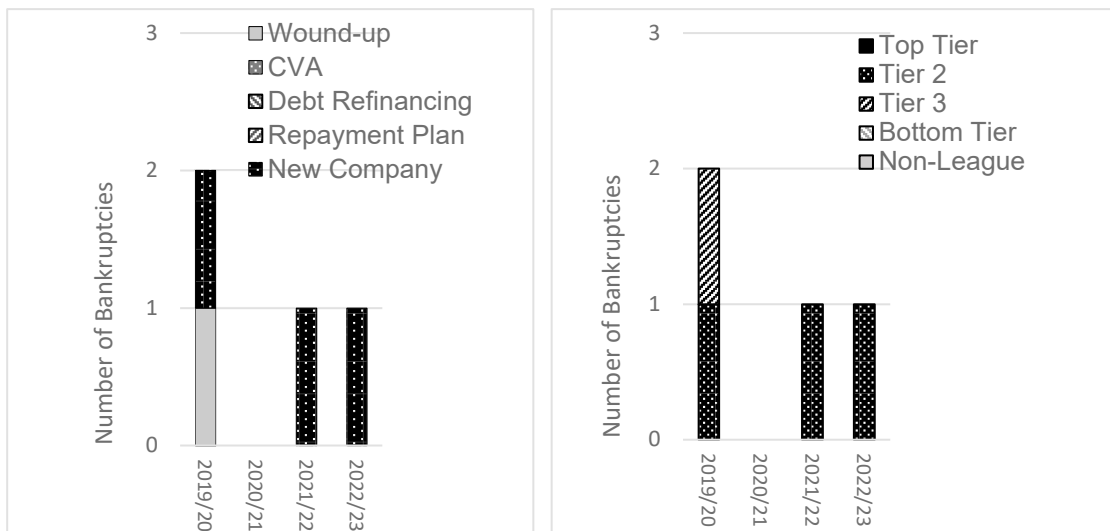 3
2
1
0
Number of Bankruptcies
Wound-up
CVA
Debt Refinancing
Repayment Plan
New Company
2019/20
2020/21
2021/22
2022/23
3
2
1
0
Number of Bankruptcies
Top Tier
Tier 2
Tier 3
Bottom Tier
Non-League
2019/20
2020/21
2021/22
2022/23